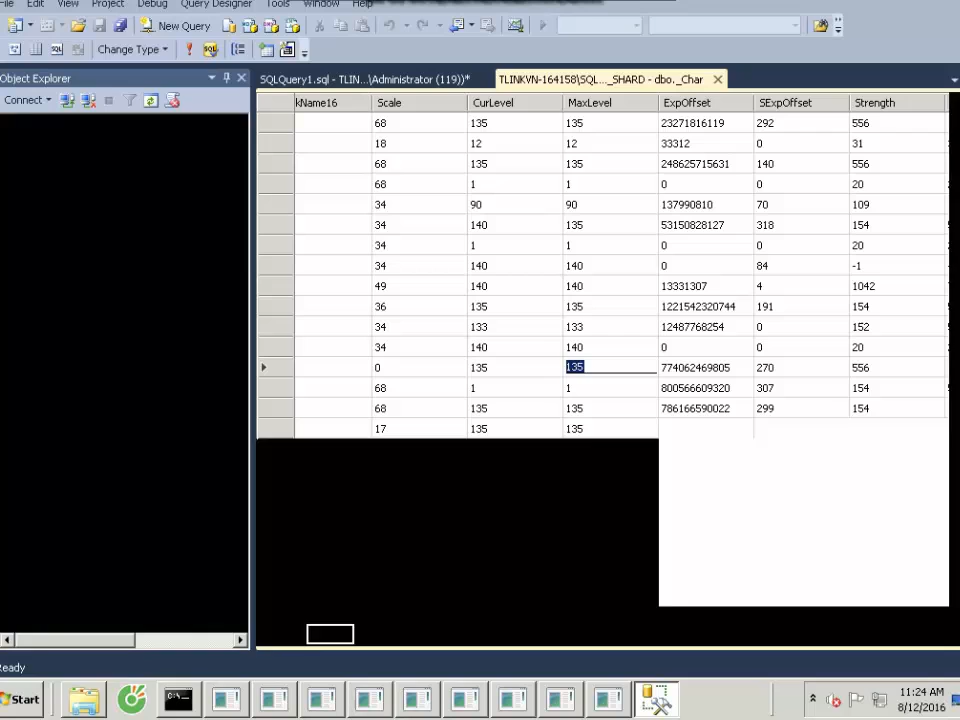 File Edit View Project Debug Query Designer Tools Window Help
New Query
Change Type
Object Explorer
SQLQuery1.sql - TLIN...\Administrator (119))*
TLINKVN-164158\SQL..._SHARD - dbo._Char
Connect
kName16 Scale CurLevel MaxLevel ExpOffset SExpOffset Strength
68 135 135 23271816119 292 556
18 12 12 33312 0 31
68 135 135 248625715631 140 556
68 1 1 0 0 20
34 90 90 137990810 70 109
34 140 135 53150828127 318 154
34 1 1 0 0 20
34 140 140 0 84 -1
49 140 140 13331307 4 1042
36 135 135 1221542320744 191 154
34 133 133 12487768254 0 152
34 140 140 0 0 20
0 135 135 774062469805 270 556
68 1 1 800566609320 307 154
68 135 135 786166590022 299 154
17 135 135
Ready
Start
C:\
11:24 AM
8/12/2016